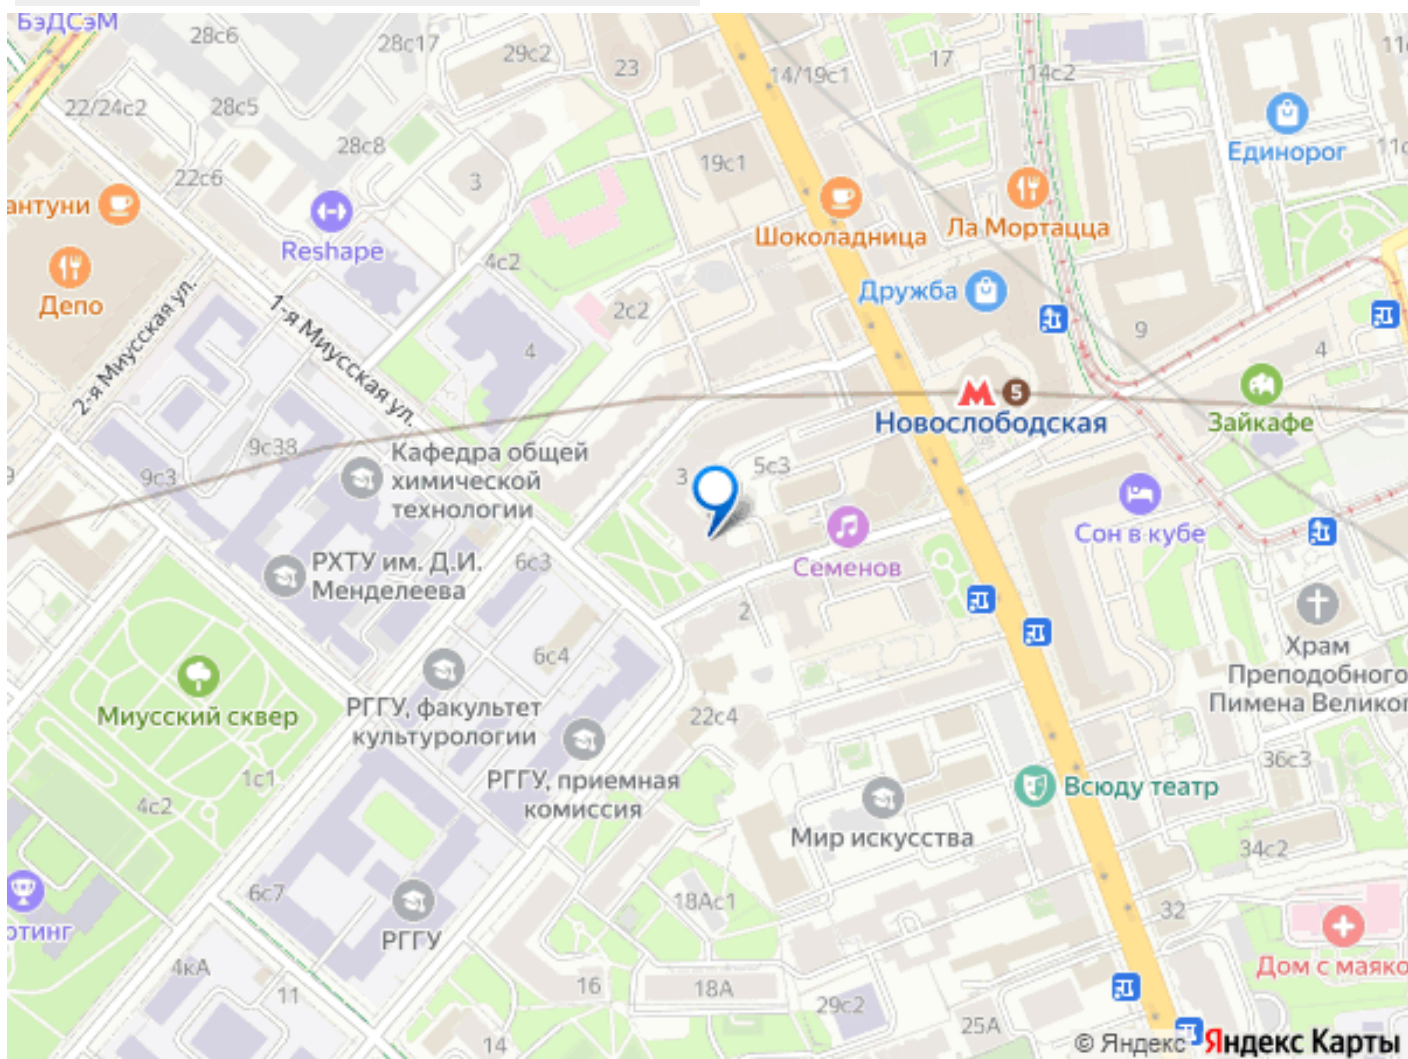 БэДСэМ
28с6
28с17
29с2
23
14/19с1
17
14с2
22/24с2
28с5
28с8
Единорог
19с1
22с6
3
антуни
Reshape
Шоколадница
Ла Мортацца
4с2
Депо
2-я Миусская ул.
1-я Миусская ул.
2с2
Дружба
9
4
4
5
Новослободская
Зайкафе
9с38
Кафедра общей
химической
технологии
9с3
3
5с3
Сон в кубе
Семенов
РХТУ им. Д.И.
Менделеева
6с3
2
Храм
Преподобного
Пимена Великог
6с4
Миусский сквер
РГГУ, факультет
культурологии
22с4
1с1
4с2
РГГУ, приемная
комиссия
36с3
Всюду театр
Мир искусства
34с2
6с7
18Ас1
32
отинг
РГГУ
Дом с маяко
4кА
11
16
18А
29с2
25А
14
© Яндекс
Яндекс Карты